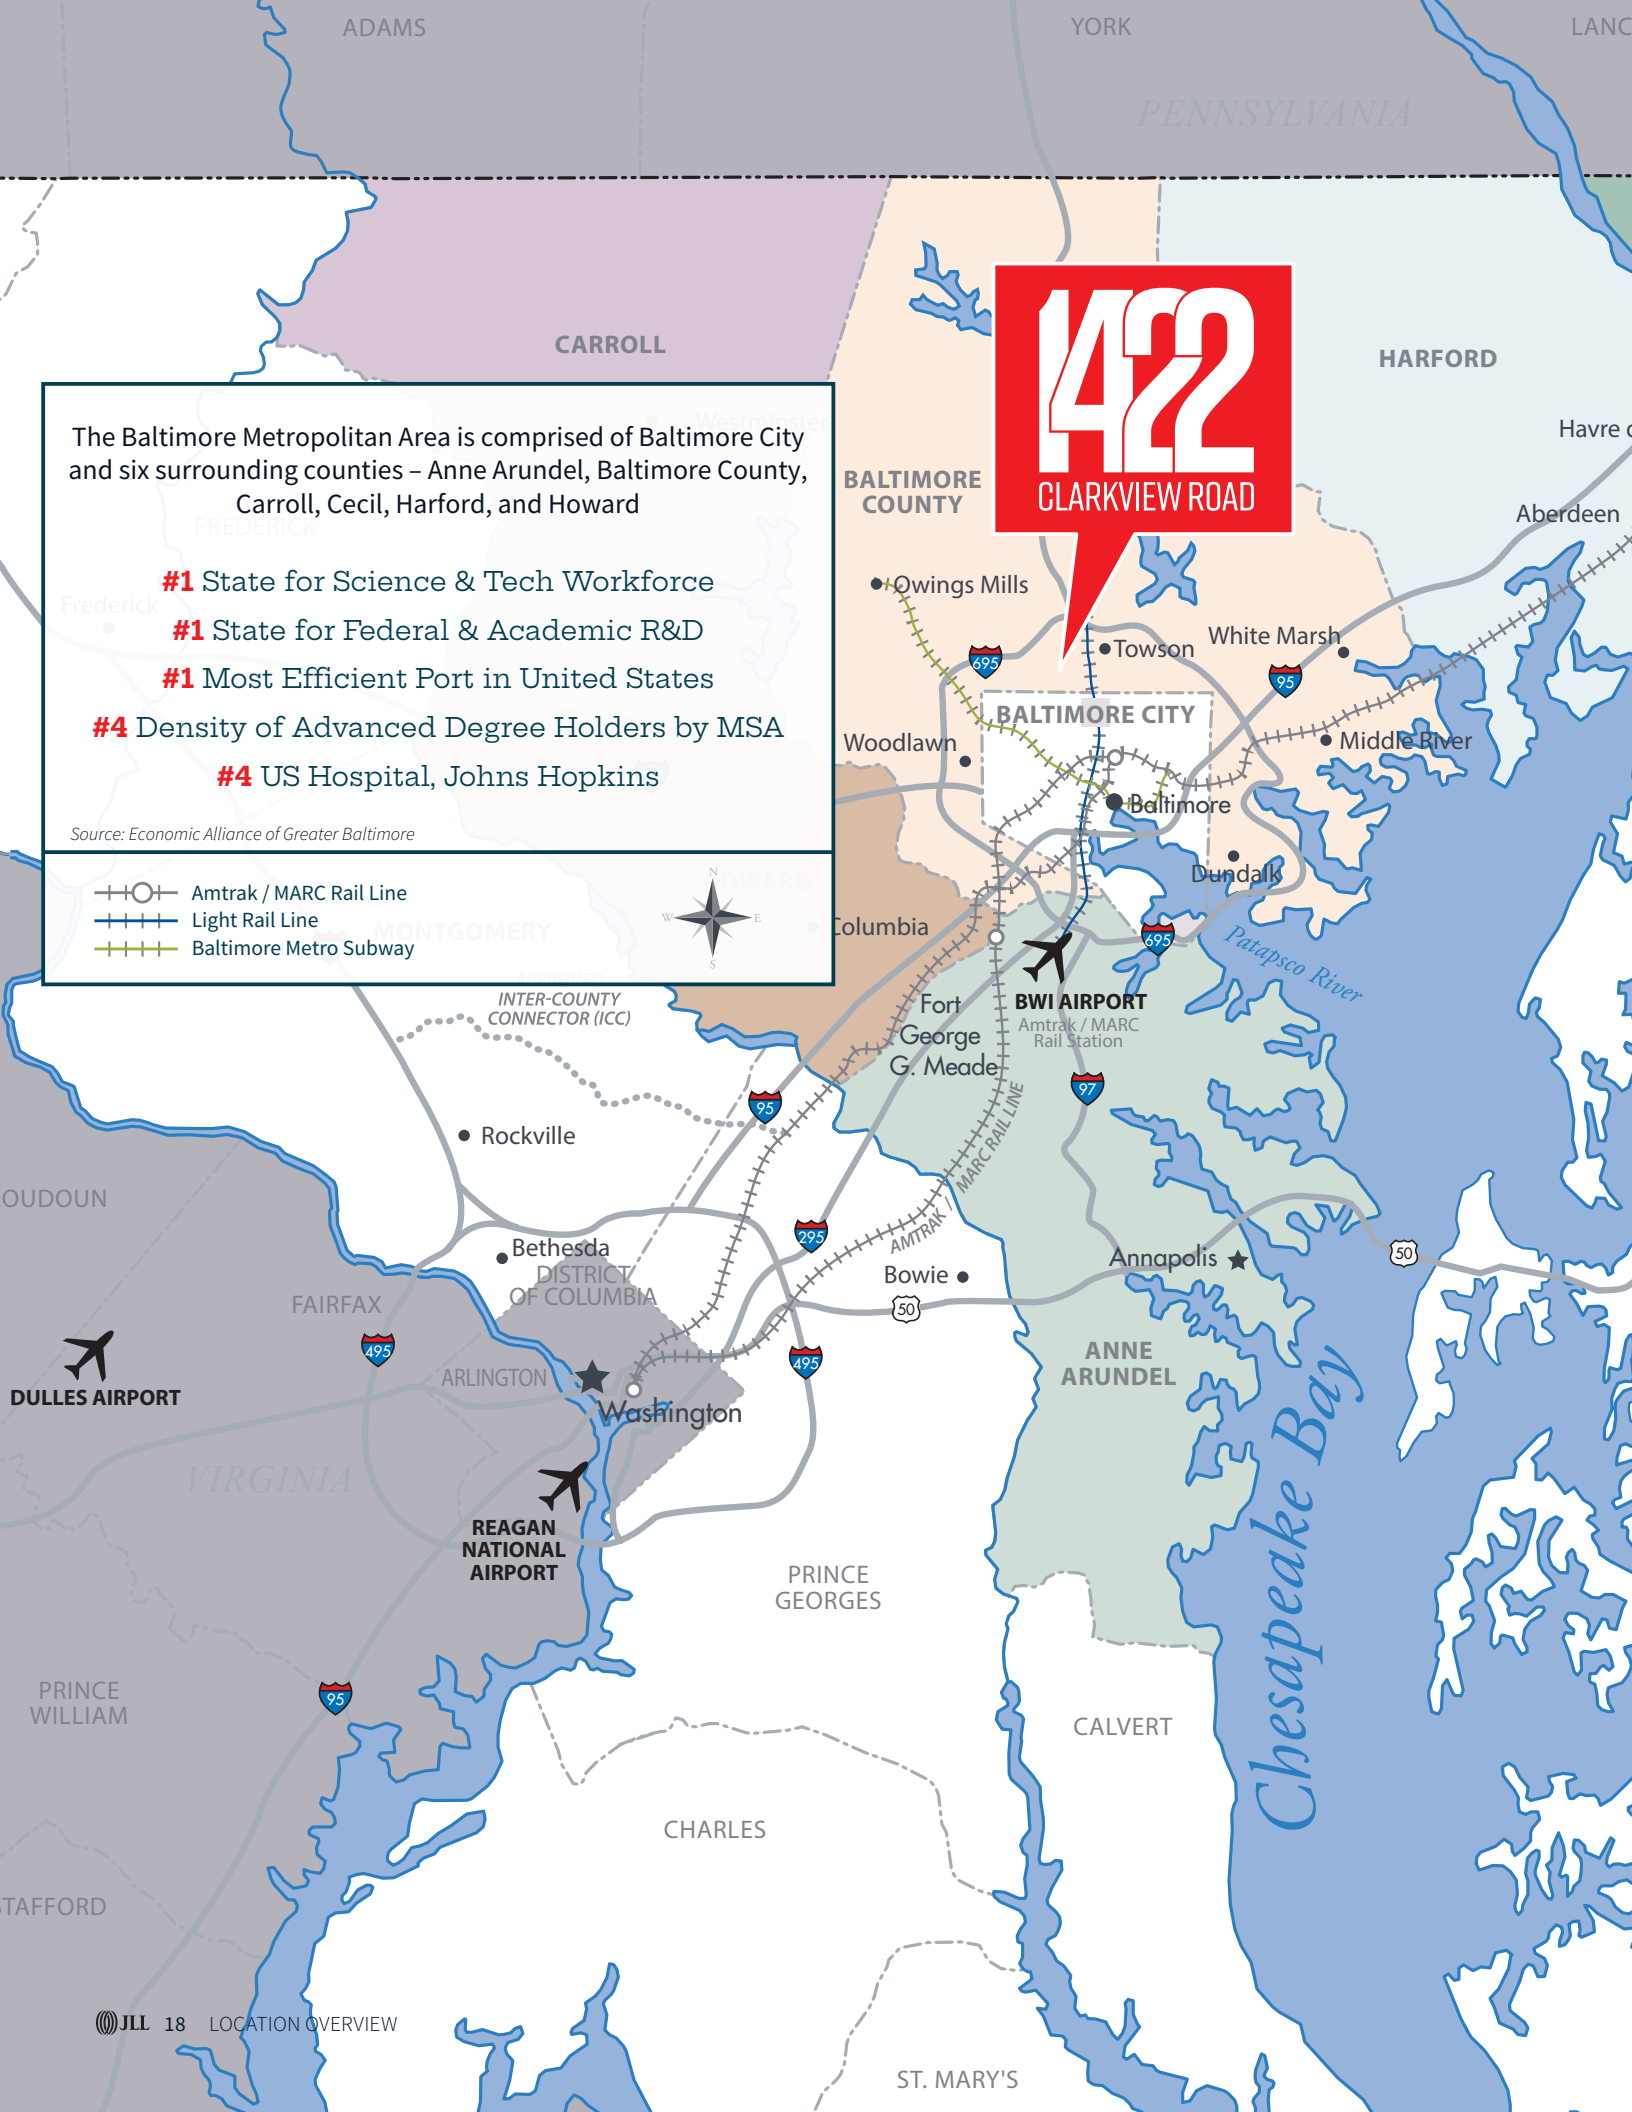 ADAMS
YORK
LANC
PENNSYLVANIA
CARROLL
HARFORD
1422
CLARKVIEW ROAD
Westminster
The Baltimore Metropolitan Area is comprised of Baltimore City
and six surrounding counties – Anne Arundel, Baltimore County,
Carroll, Cecil, Harford, and Howard
FREDERICK
Frederick
#1 State for Science & Tech Workforce
#1 State for Federal & Academic R&D
#1 Most Efficient Port in United States
#4 Density of Advanced Degree Holders by MSA
#4 US Hospital, Johns Hopkins
Source: Economic Alliance of Greater Baltimore
Amtrak / MARC Rail Line
Light Rail Line
Baltimore Metro Subway
MONTGOMERY
HOWARD
N
W
E
S
BALTIMORE
COUNTY
Havre
Aberdeen
Owings Mills
695
Towson
White Marsh
95
BALTIMORE CITY
Woodlawn
Middle River
Baltimore
Dundalk
Columbia
695
Patapsco River
APPROVED
INTER-COUNTY
CONNECTOR (ICC)
Fort
George
G. Meade
BWI AIRPORT
Amtrak / MARC
Rail Station
97
95
Rockville
AMTRAK / MARC RAIL LINE
OUDOUN
295
Bethesda
DISTRICT
OF COLUMBIA
Bowie
Annapolis
50
50
FAIRFAX
495
495
ARLINGTON
Washington
DULLES AIRPORT
ANNE
ARUNDEL
VIRGINIA
REAGAN
NATIONAL
AIRPORT
PRINCE
GEORGES
Chesapeake Bay
PRINCE
WILLIAM
95
CALVERT
CHARLES
STAFFORD
ST. MARY'S
JLL 18 LOCATION OVERVIEW